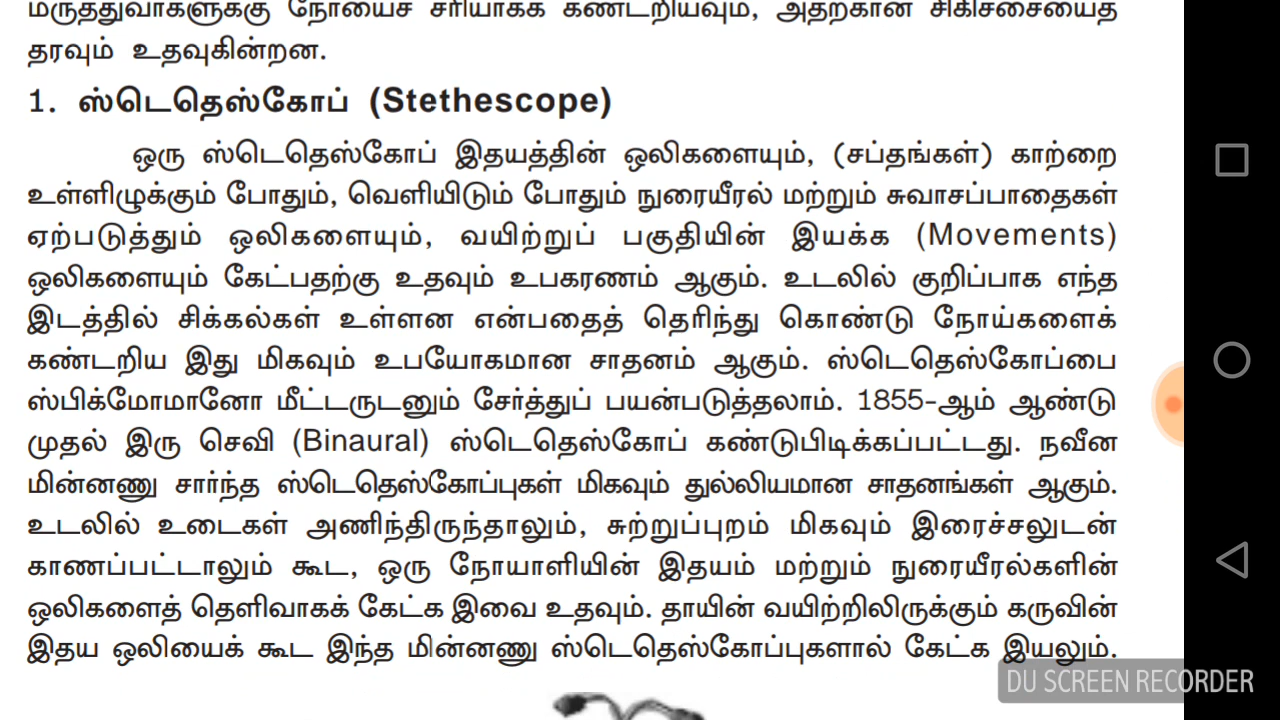 மருத்துவர்களுக்கு நோயைச் சரியாகக் கண்டறியவும், அதற்கான சிகிச்சையைத்
தரவும் உதவுகின்றன.
1. ஸ்டெதெஸ்கோப் (Stethescope)
ஒரு ஸ்டெதெஸ்கோப் இதயத்தின் ஒலிகளையும், (சப்தங்கள்) காற்றை
உள்ளிழுக்கும் போதும், வெளியிடும் போதும் நுரையீரல் மற்றும் சுவாசப்பாதைகள்
ஏற்படுத்தும் ஒலிகளையும், வயிற்றுப் பகுதியின் இயக்க (Movements)
ஒலிகளையும் கேட்பதற்கு உதவும் உபகரணம் ஆகும். உடலில் குறிப்பாக எந்த
இடத்தில் சிக்கல்கள் உள்ளன என்பதைத் தெரிந்து கொண்டு நோய்களைக்
கண்டறிய இது மிகவும் உபயோகமான சாதனம் ஆகும். ஸ்டெதெஸ்கோப்பை
ஸ்பிக்மோமானோ மீட்டருடனும் சேர்த்துப் பயன்படுத்தலாம். 1855-ஆம் ஆண்டு
முதல் இரு செவி (Binaural) ஸ்டெதெஸ்கோப் கண்டுபிடிக்கப்பட்டது. நவீன
மின்னணு சார்ந்த ஸ்டெதெஸ்கோப்புகள் மிகவும் துல்லியமான சாதனங்கள் ஆகும்.
உடலில் உடைகள் அணிந்திருந்தாலும், சுற்றுப்புறம் மிகவும் இரைச்சலுடன்
காணப்பட்டாலும் கூட, ஒரு நோயாளியின் இதயம் மற்றும் நுரையீரல்களின்
ஒலிகளைத் தெளிவாகக் கேட்க இவை உதவும். தாயின் வயிற்றிலிருக்கும் கருவின்
இதய ஒலியைக் கூட இந்த மின்னணு ஸ்டெதெஸ்கோப்புகளால் கேட்க இயலும்.
DU SCREEN RECORDER